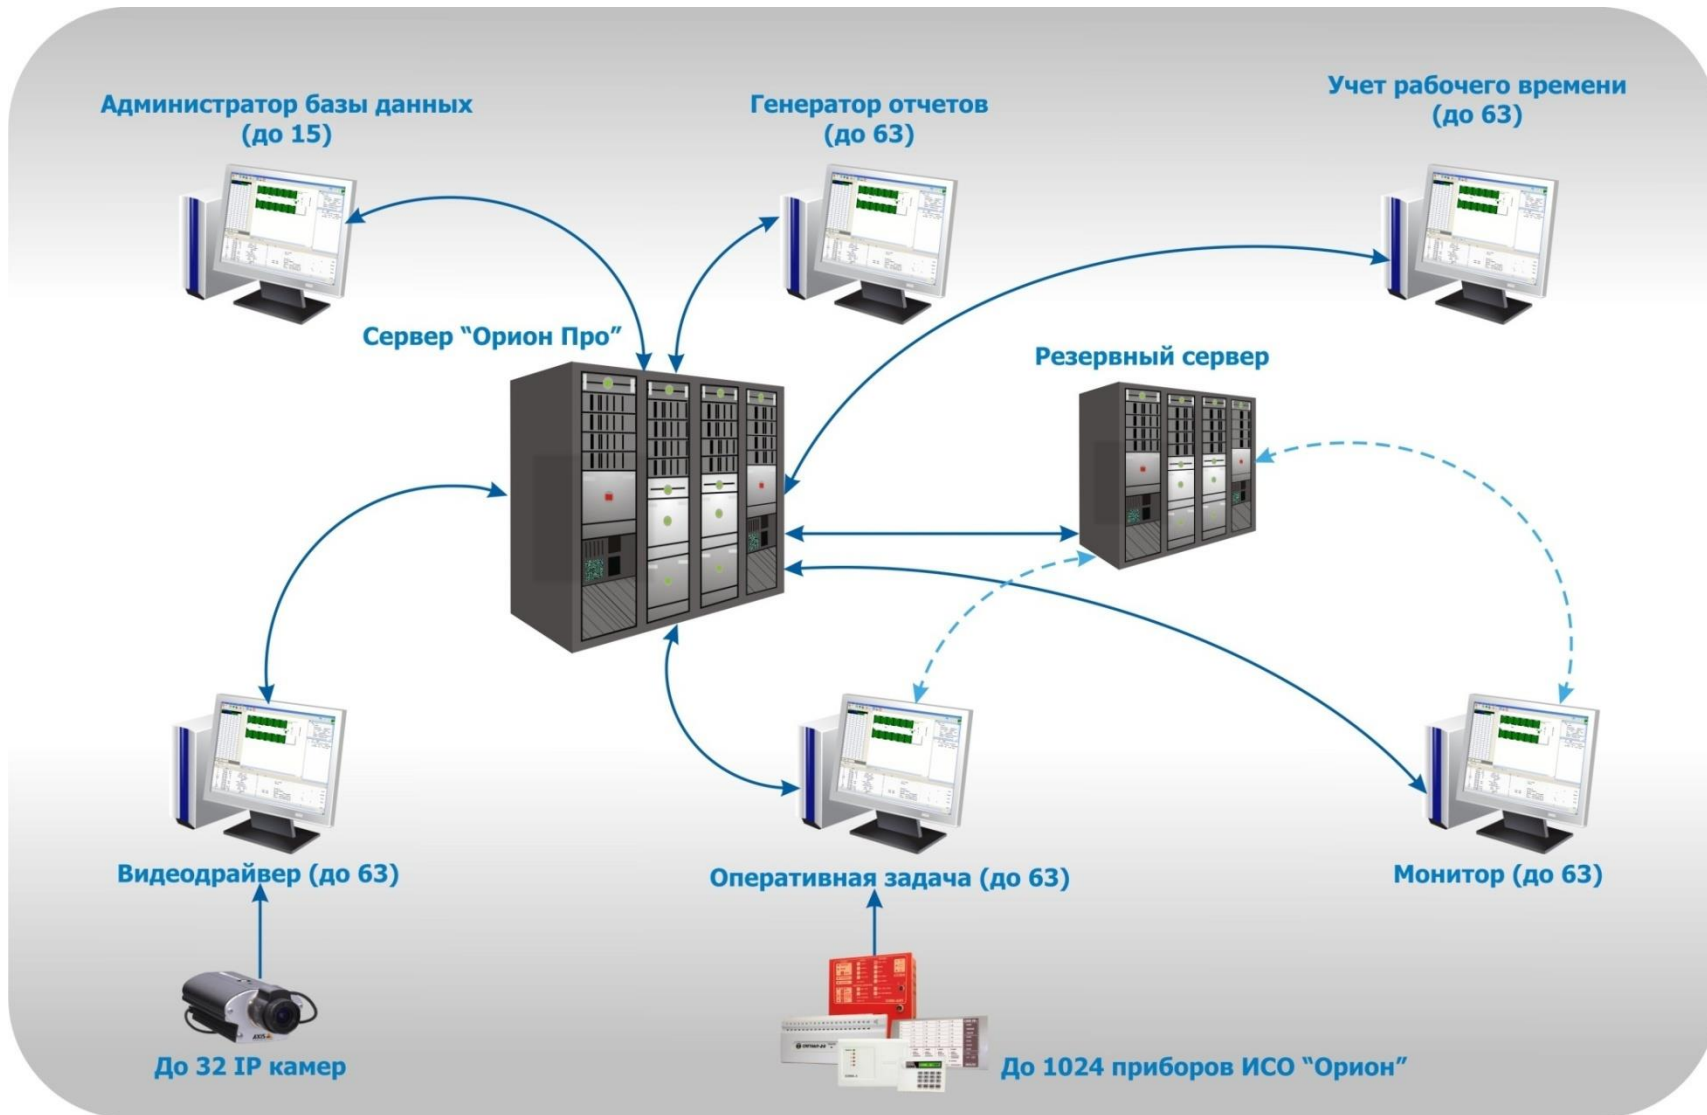 Администратор базы данных
(до 15)
Генератор отчетов
(до 63)
Учет рабочего времени
(до 63)
Сервер “Орион Про”
Резервный сервер
Видеодрайвер (до 63)
Оперативная задача (до 63)
Монитор (до 63)
AXIS
До 32 IP камер
До 1024 приборов ИСО “Орион”